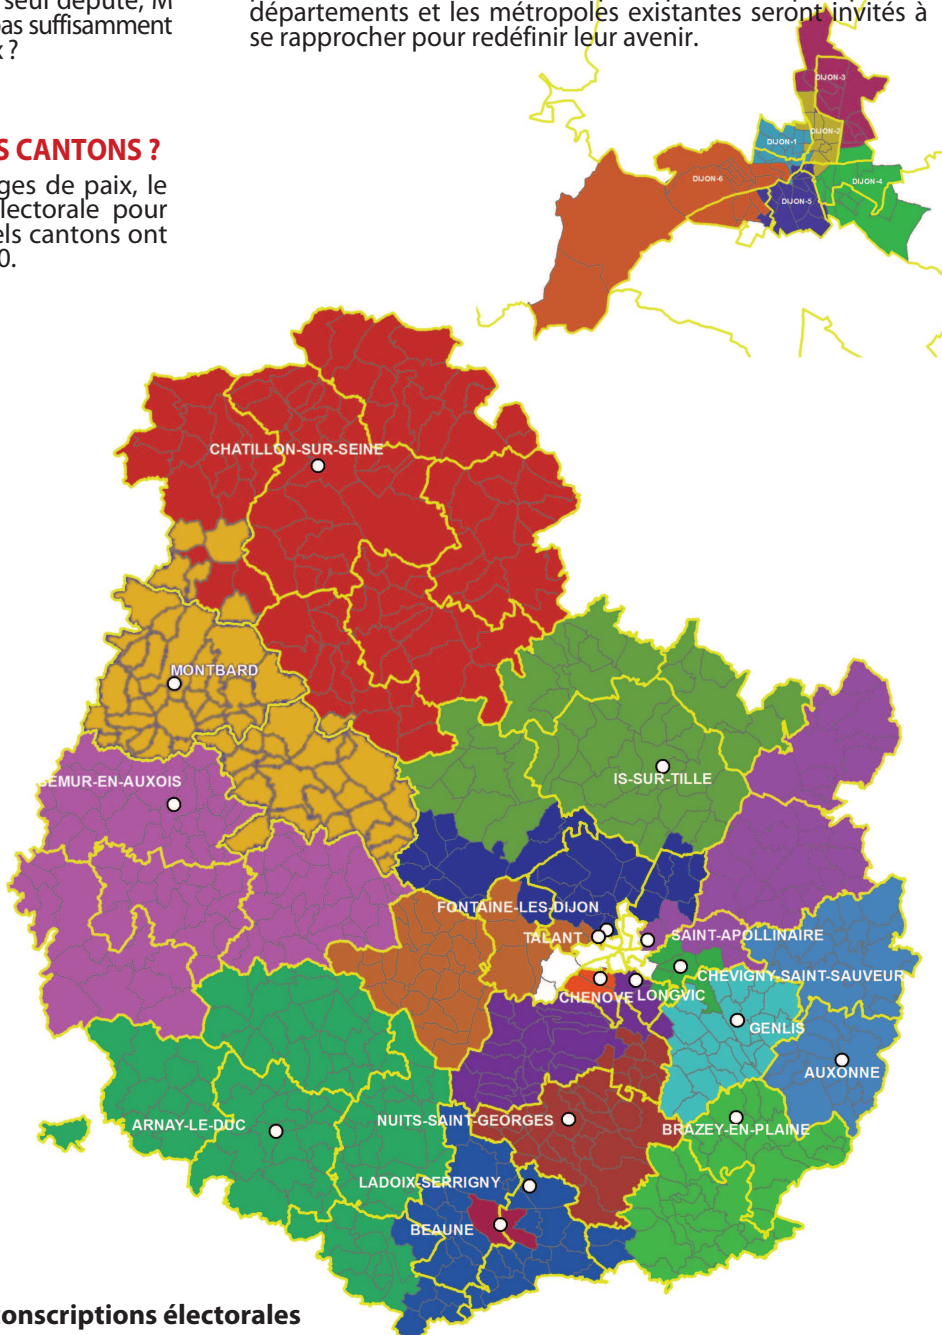 seul député, M
pas suffisamment
x ?
départements et les métropoles existantes seront invités à
se rapprocher pour redéfinir leur avenir.
S CANTONS ?
ges de paix, le
lectorale pour
els cantons ont
0.
DIJON-3
DIJON-2
DIJON-1
DIJON-6
DIJON-4
DIJON-5
CHATILLON-SUR-SEINE
MONTBARD
SEMUR-EN-AUXOIS
IS-SUR-TILLE
FONTAINE-LES-DIJON
TALANT
SAINT-APOLLINAIRE
CHEVIGNY-SAINT-SAUVEUR
CHENOVE
LONGVIC
GENLIS
AUXONNE
ARNAY-LE-DUC
NUITS-SAINT-GEORGES
BRAZEY-EN-PLAINE
LADOIX-SERRIGNY
BEAUNE
conscriptions électorales